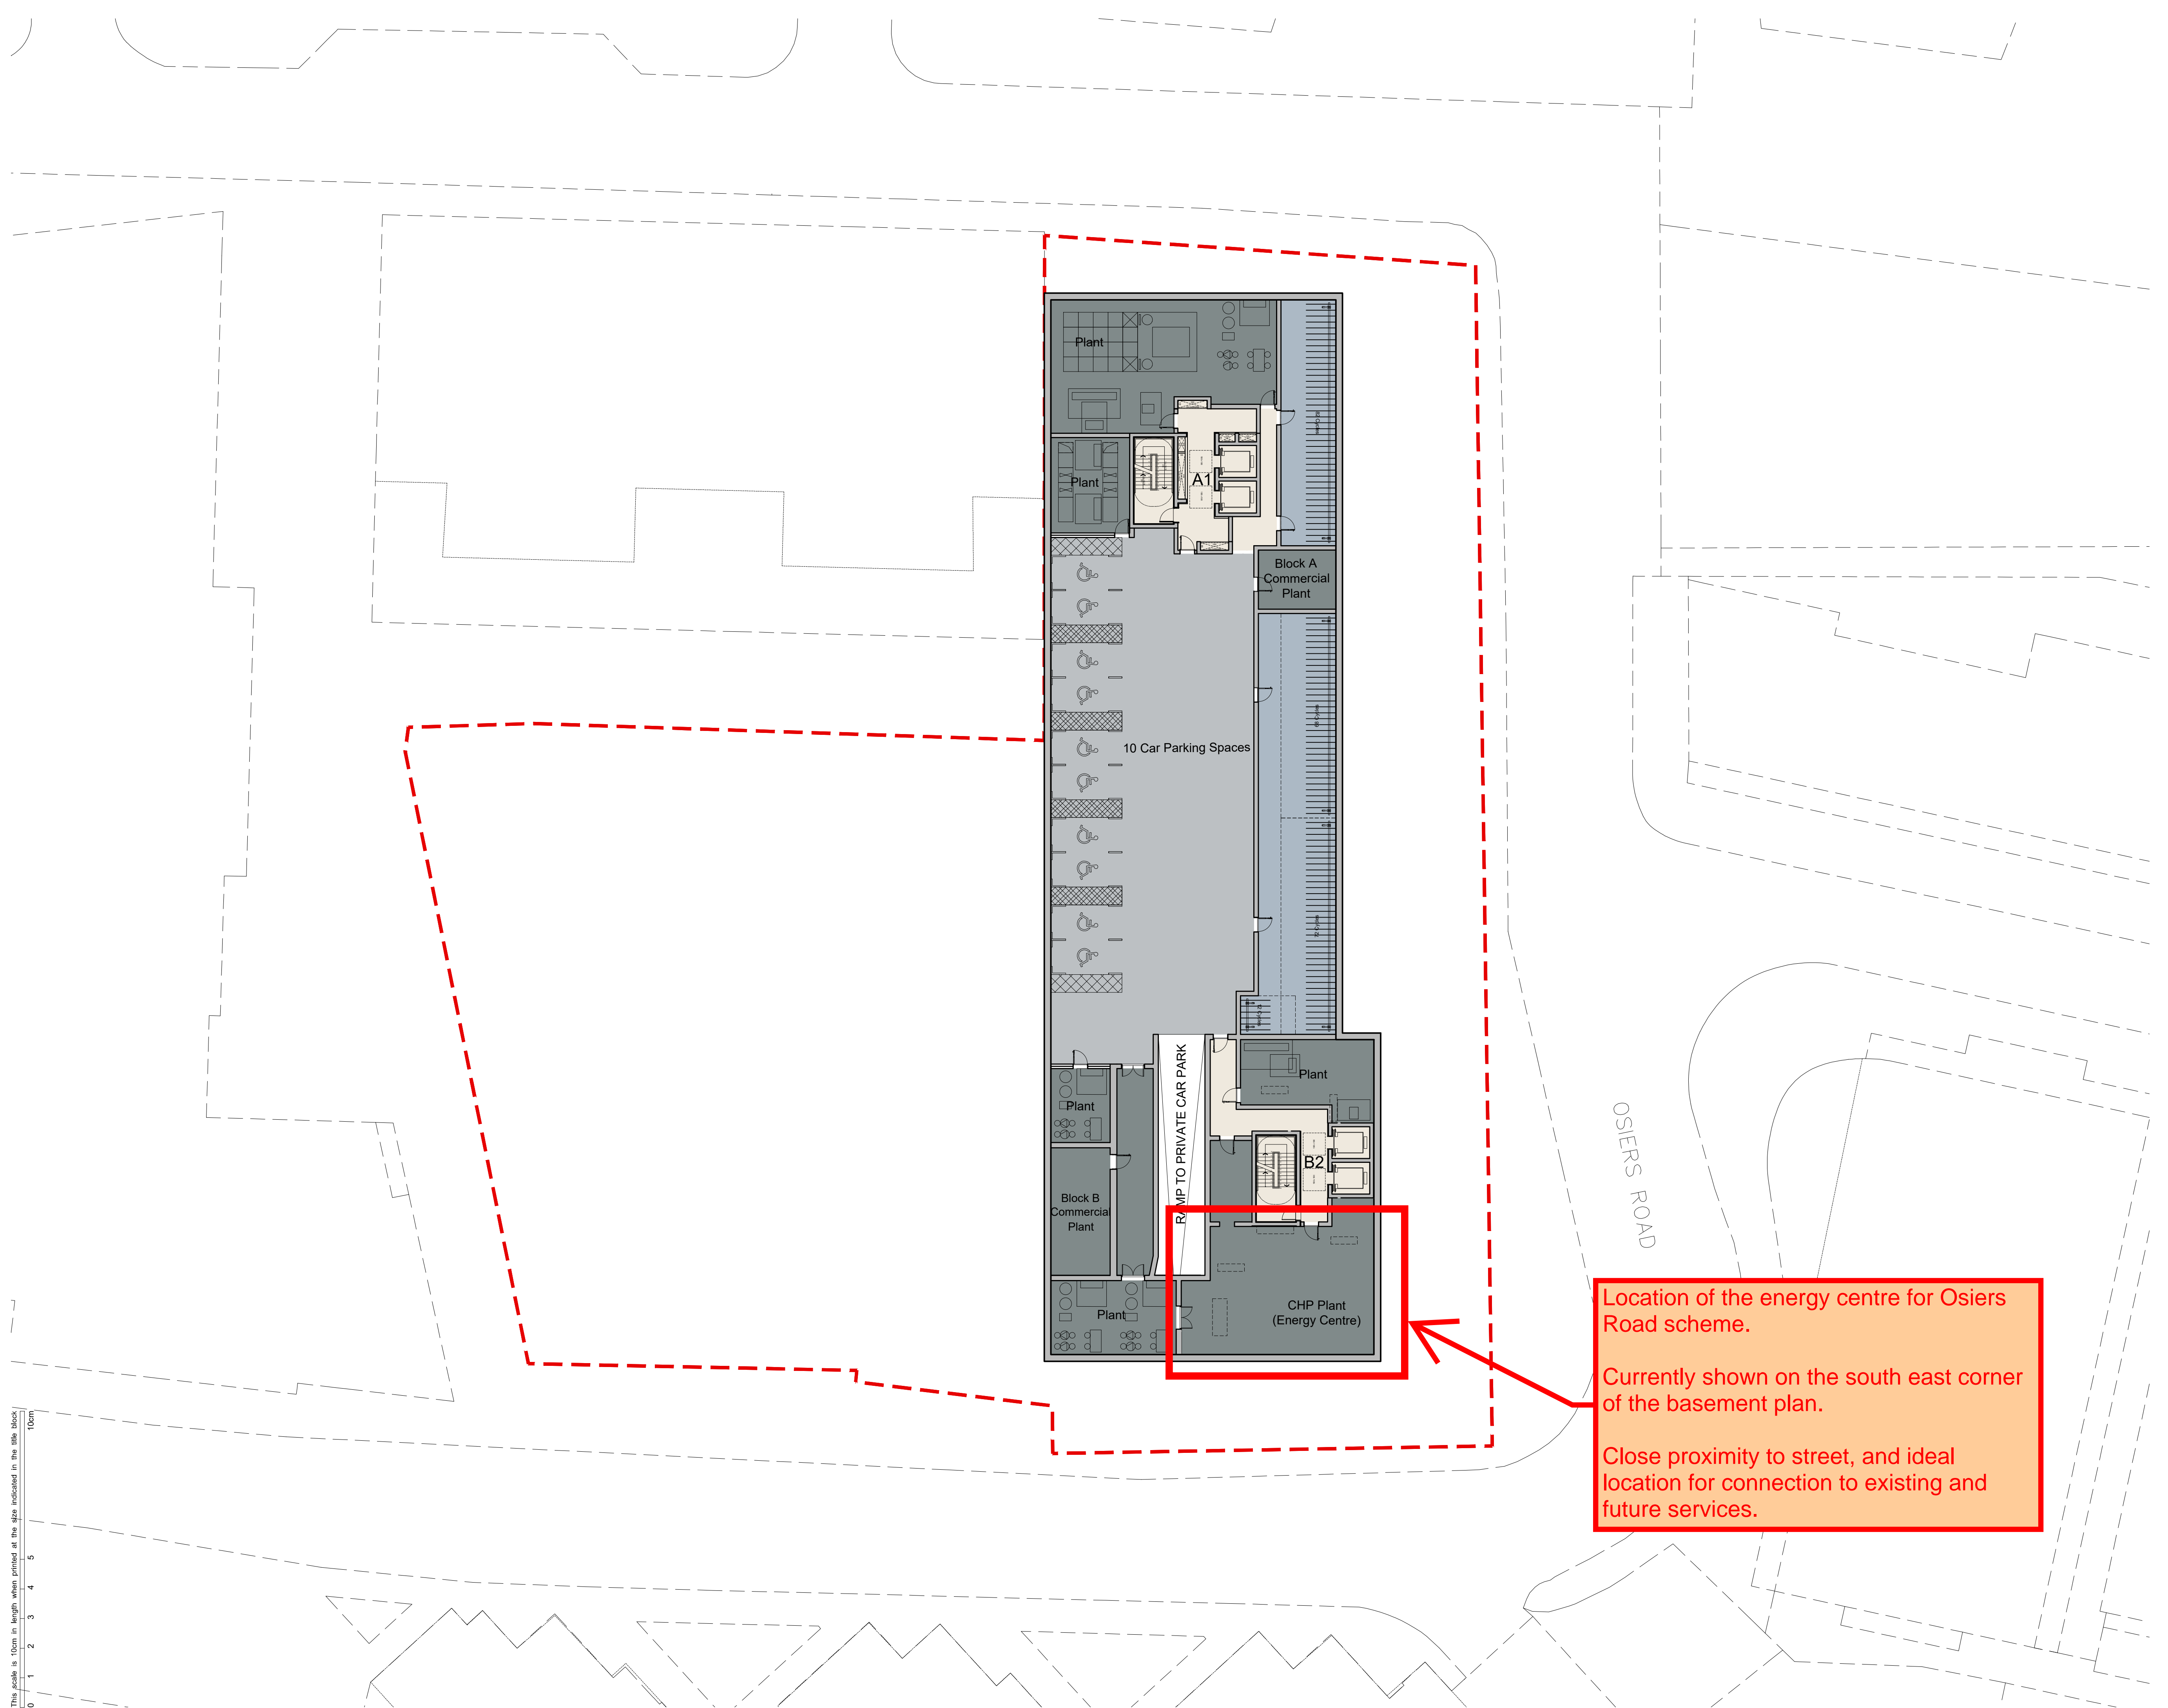 Plant
Plant
A1
Block A
Commercial
Plant
10 Car Parking Spaces
72 Cycles
12 Cycles
RAMP TO PRIVATE CAR PARK
Plant
Plant
B2
Block B
Commercial
Plant
Plant
CHP Plant
(Energy Centre)
OSIERS ROAD
Location of the energy centre for Osiers
Road scheme.
Currently shown on the south east corner
of the basement plan.
Close proximity to street, and ideal
location for connection to existing and
future services.
This scale is 10cm in length when printed at the size indicated in the title block
0 1 2 3 4 5 10cm